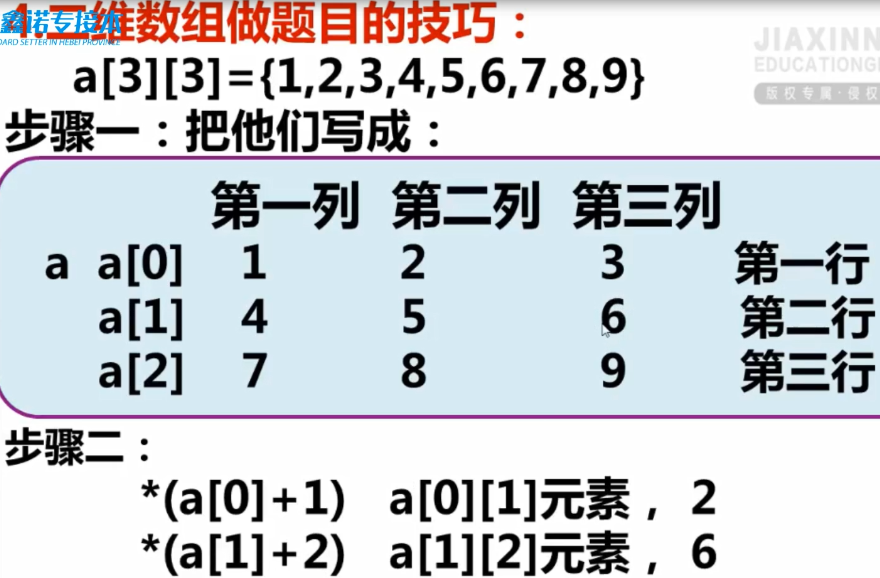 4.二维数组做题目的技巧：
鑫诺专接本
OARD SETTER IN HEBEI PROVINCE
JIAXINN
EDUCATIONG
版权专属·侵权
a[3][3]={1,2,3,4,5,6,7,8,9}
步骤一：把他们写成：
第一列 第二列 第三列
a a[0] 1 2 3 第一行
a[1] 4 5 6 第二行
a[2] 7 8 9 第三行
步骤二：
*(a[0]+1) a[0][1]元素，2
*(a[1]+2) a[1][2]元素，6